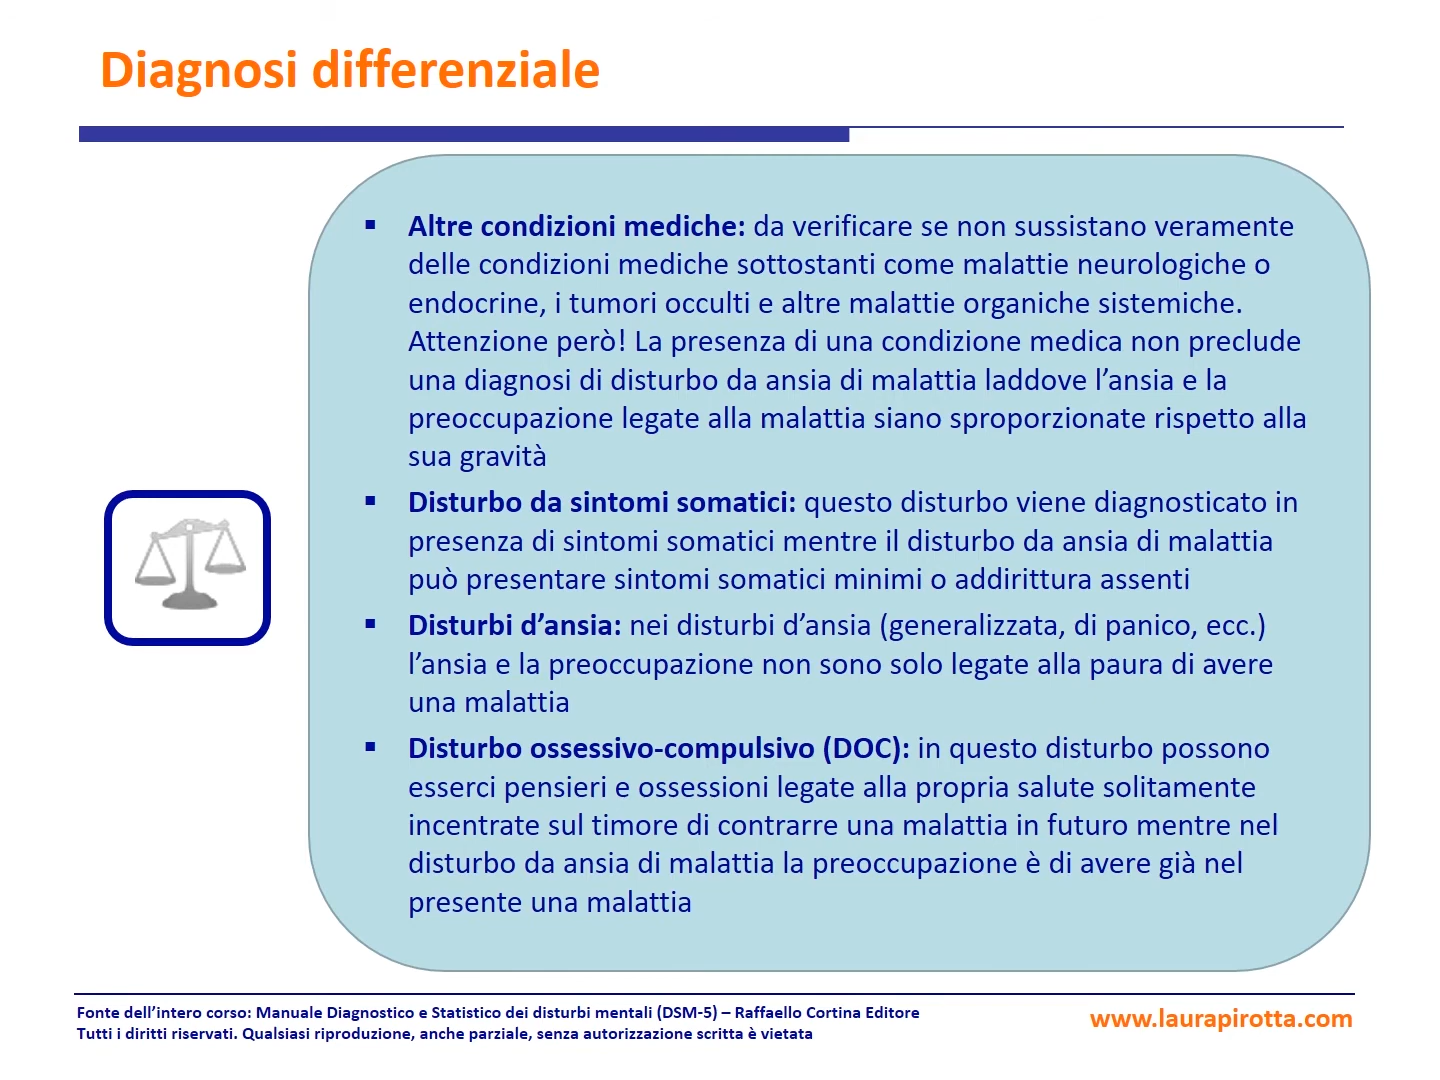 Diagnosi differenziale
▪ Altre condizioni mediche: da verificare se non sussistano veramente
delle condizioni mediche sottostanti come malattie neurologiche o
endocrine, i tumori occulti e altre malattie organiche sistemiche.
Attenzione però! La presenza di una condizione medica non preclude
una diagnosi di disturbo da ansia di malattia laddove l’ansia e la
preoccupazione legate alla malattia siano sproporzionate rispetto alla
sua gravità
▪ Disturbo da sintomi somatici: questo disturbo viene diagnosticato in
presenza di sintomi somatici mentre il disturbo da ansia di malattia
può presentare sintomi somatici minimi o addirittura assenti
▪ Disturbi d’ansia: nei disturbi d’ansia (generalizzata, di panico, ecc.)
l’ansia e la preoccupazione non sono solo legate alla paura di avere
una malattia
▪ Disturbo ossessivo-compulsivo (DOC): in questo disturbo possono
esserci pensieri e ossessioni legate alla propria salute solitamente
incentrate sul timore di contrarre una malattia in futuro mentre nel
disturbo da ansia di malattia la preoccupazione è di avere già nel
presente una malattia
Fonte dell’intero corso: Manuale Diagnostico e Statistico dei disturbi mentali (DSM-5) – Raffaello Cortina Editore
Tutti i diritti riservati. Qualsiasi riproduzione, anche parziale, senza autorizzazione scritta è vietata
www.laurapirotta.com